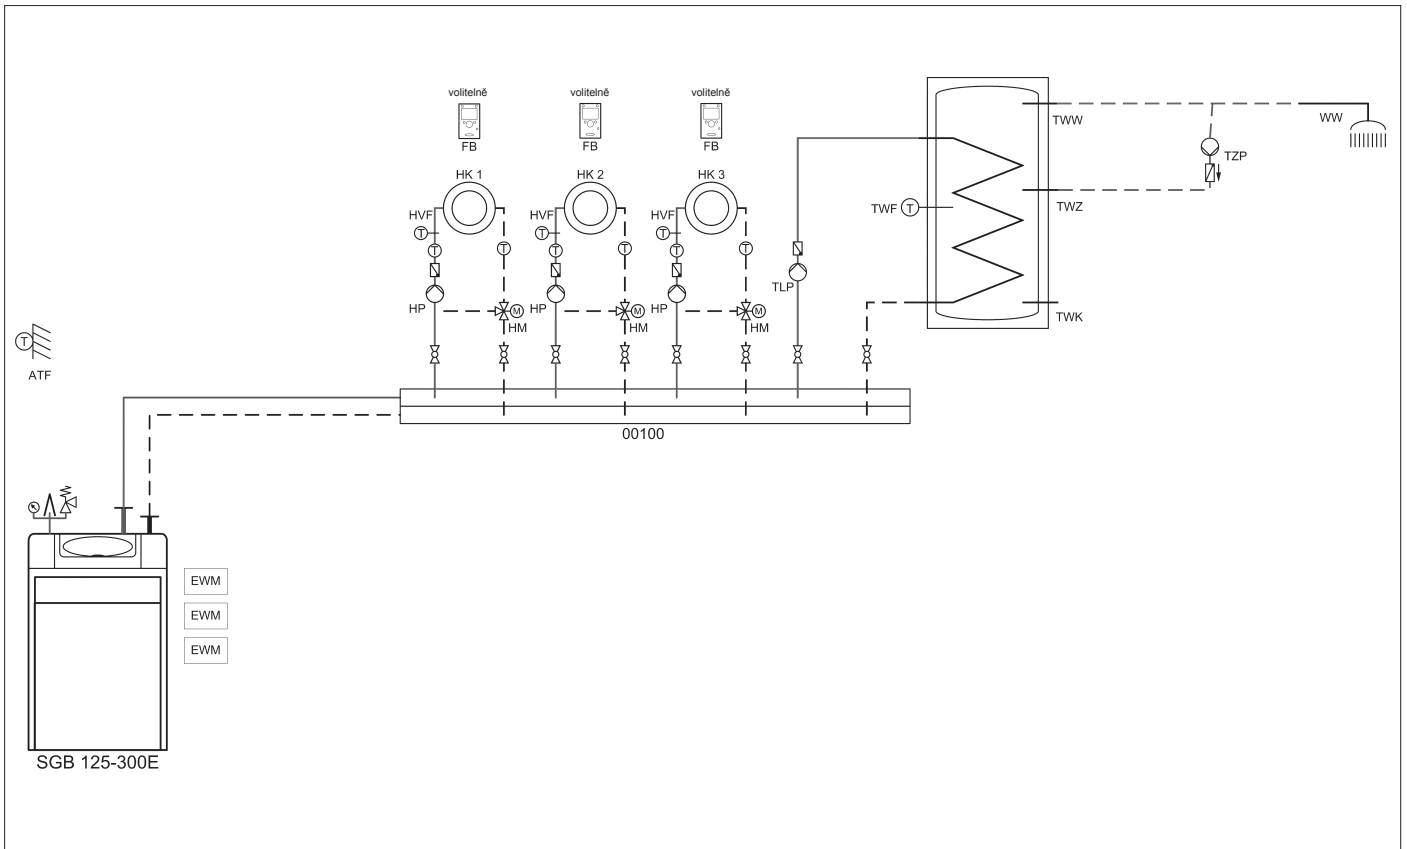 volitelně
volitelně
volitelně
FB
FB
FB
TWW
WW
TZP
HK 1
HK 2
HK 3
HVF
HVF
HVF
TWF
T
TWZ
T
T
T
T
T
T
T
T
T
TLP
HP
M
HP
M
HP
M
HM
HM
HM
TWK
T
ATF
00100
EWM
EWM
EWM
SGB 125-300E